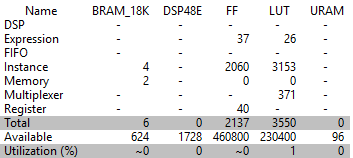 Name BRAM_18K DSP48E FF LUT URAM
DSP - - - - -
Expression - - 37 26 -
FIFO - - - - -
Instance 4 - 2060 3153 -
Memory 2 - 0 0 -
Multiplexer - - - 371 -
Register - - 40 - -
Total 6 0 2137 3550 0
Available 624 1728 460800 230400 96
Utilization (%) ~0 0 ~0 1 0